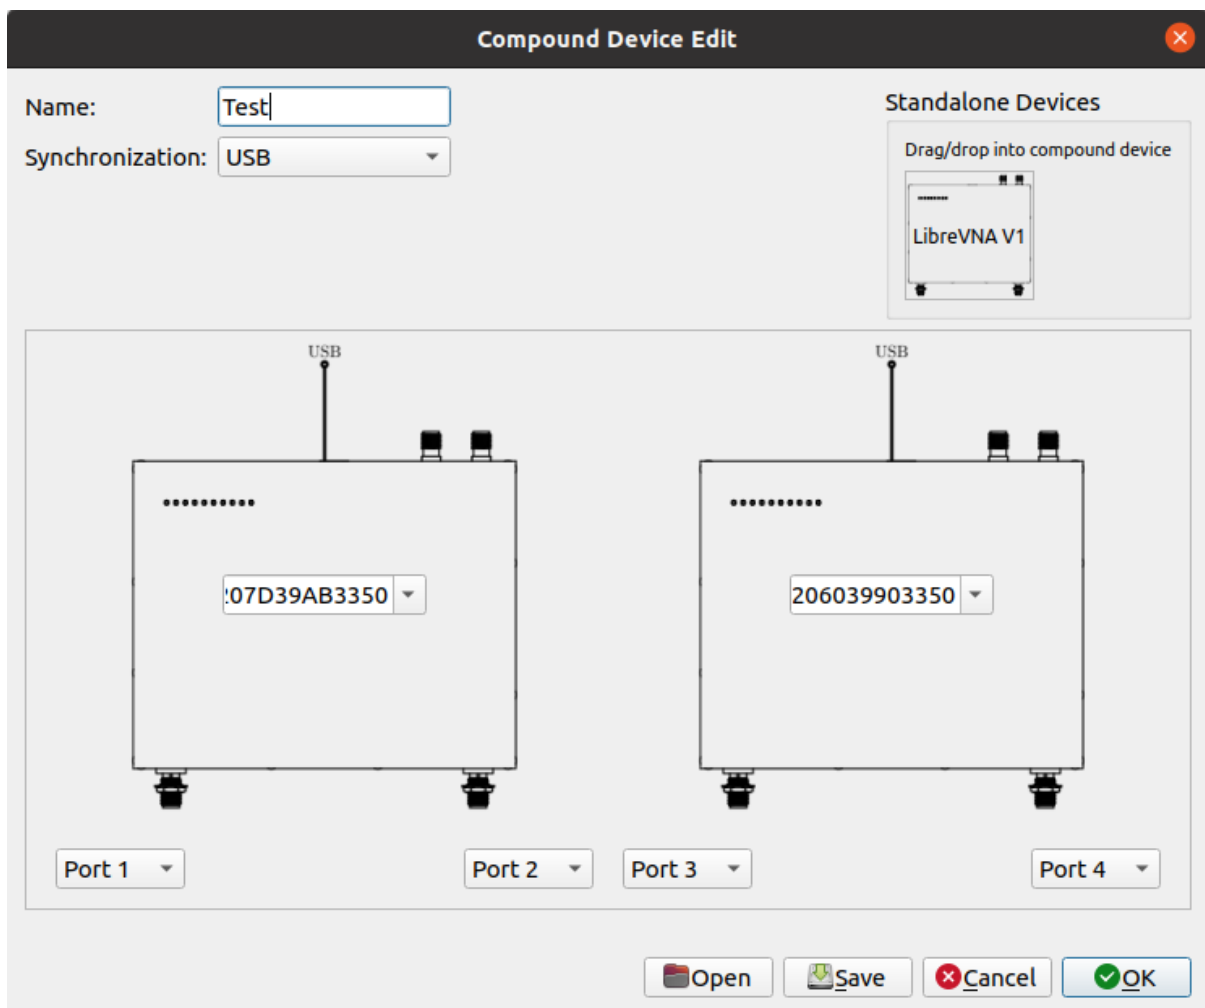 Compound Device Edit
Name:
Test
Synchronization:
USB
Standalone Devices
Drag/drop into compound device
LibreVNA V1
USB
USB
:07D39AB3350
206039903350
Port 1
Port 2
Port 3
Port 4
Open
Save
Cancel
OK